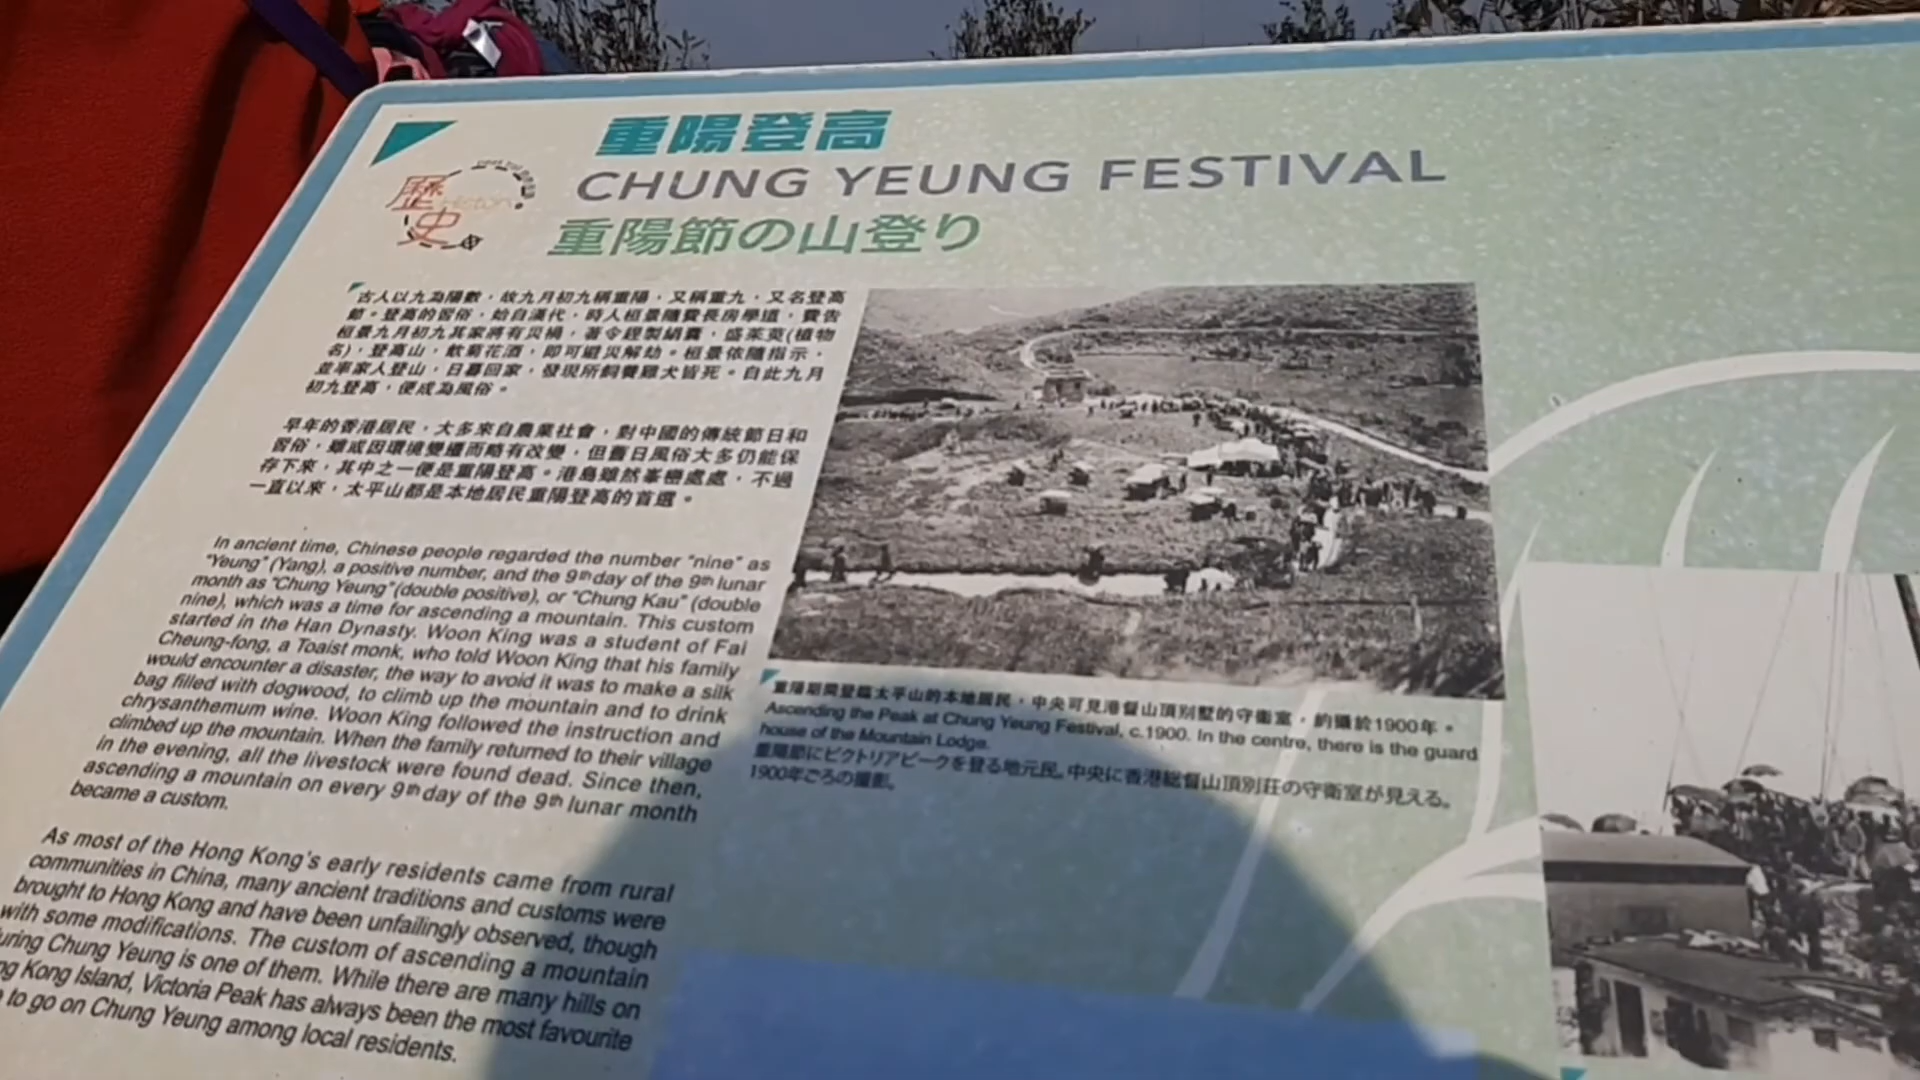 重陽登高
CHUNG YEUNG FESTIVAL
重陽節の山登り
歷史
History
古人以九為陽數，故九月初九稱重陽，又稱重九，又名登高
節。登高的習俗，始自漢代，時人桓景隨費長房學道，費告
桓景九月初九其家將有災禍，著令趕製絹囊，盛茱萸(植物
名)，登高山，飲菊花酒，即可避災解劫。桓景依隨指示，
並率家人登山，日暮回家，發現所飼養雞犬皆死。自此九月
初九登高，便成為風俗。
早年的香港居民，大多來自農業社會，對中國的傳統節日和
習俗，雖或因環境變遷而略有改變，但舊日風俗大多仍能保
存下來，其中之一便是重陽登高。港島雖然峯巒處處，不過
一直以來，太平山都是本地居民重陽登高的首選。
In ancient time, Chinese people regarded the number "nine" as
"Yeung" (Yang), a positive number, and the 9th day of the 9th lunar
month as "Chung Yeung" (double positive), or "Chung Kau" (double
nine), which was a time for ascending a mountain. This custom
started in the Han Dynasty. Woon King was a student of Fai
Cheung-fong, a Toaist monk, who told Woon King that his family
would encounter a disaster, the way to avoid it was to make a silk
bag filled with dogwood, to climb up the mountain and to drink
chrysanthemum wine. Woon King followed the instruction and
climbed up the mountain. When the family returned to their village
in the evening, all the livestock were found dead. Since then,
ascending a mountain on every 9th day of the 9th lunar month
became a custom.
As most of the Hong Kong's early residents came from rural
communities in China, many ancient traditions and customs were
brought to Hong Kong and have been unfailingly observed, though
with some modifications. The custom of ascending a mountain
uring Chung Yeung is one of them. While there are many hills on
ng Kong Island, Victoria Peak has always been the most favourite
to go on Chung Yeung among local residents.
重陽期間登臨太平山的本地居民，中央可見港督山頂別墅的守衛室，約攝於1900年。
Ascending the Peak at Chung Yeung Festival, c.1900. In the centre, there is the guard
house of the Mountain Lodge.
重陽節にビクトリアピークを登る地元民。中央に香港総督山頂別荘の守衛室が見える。
1900年ごろの撮影。